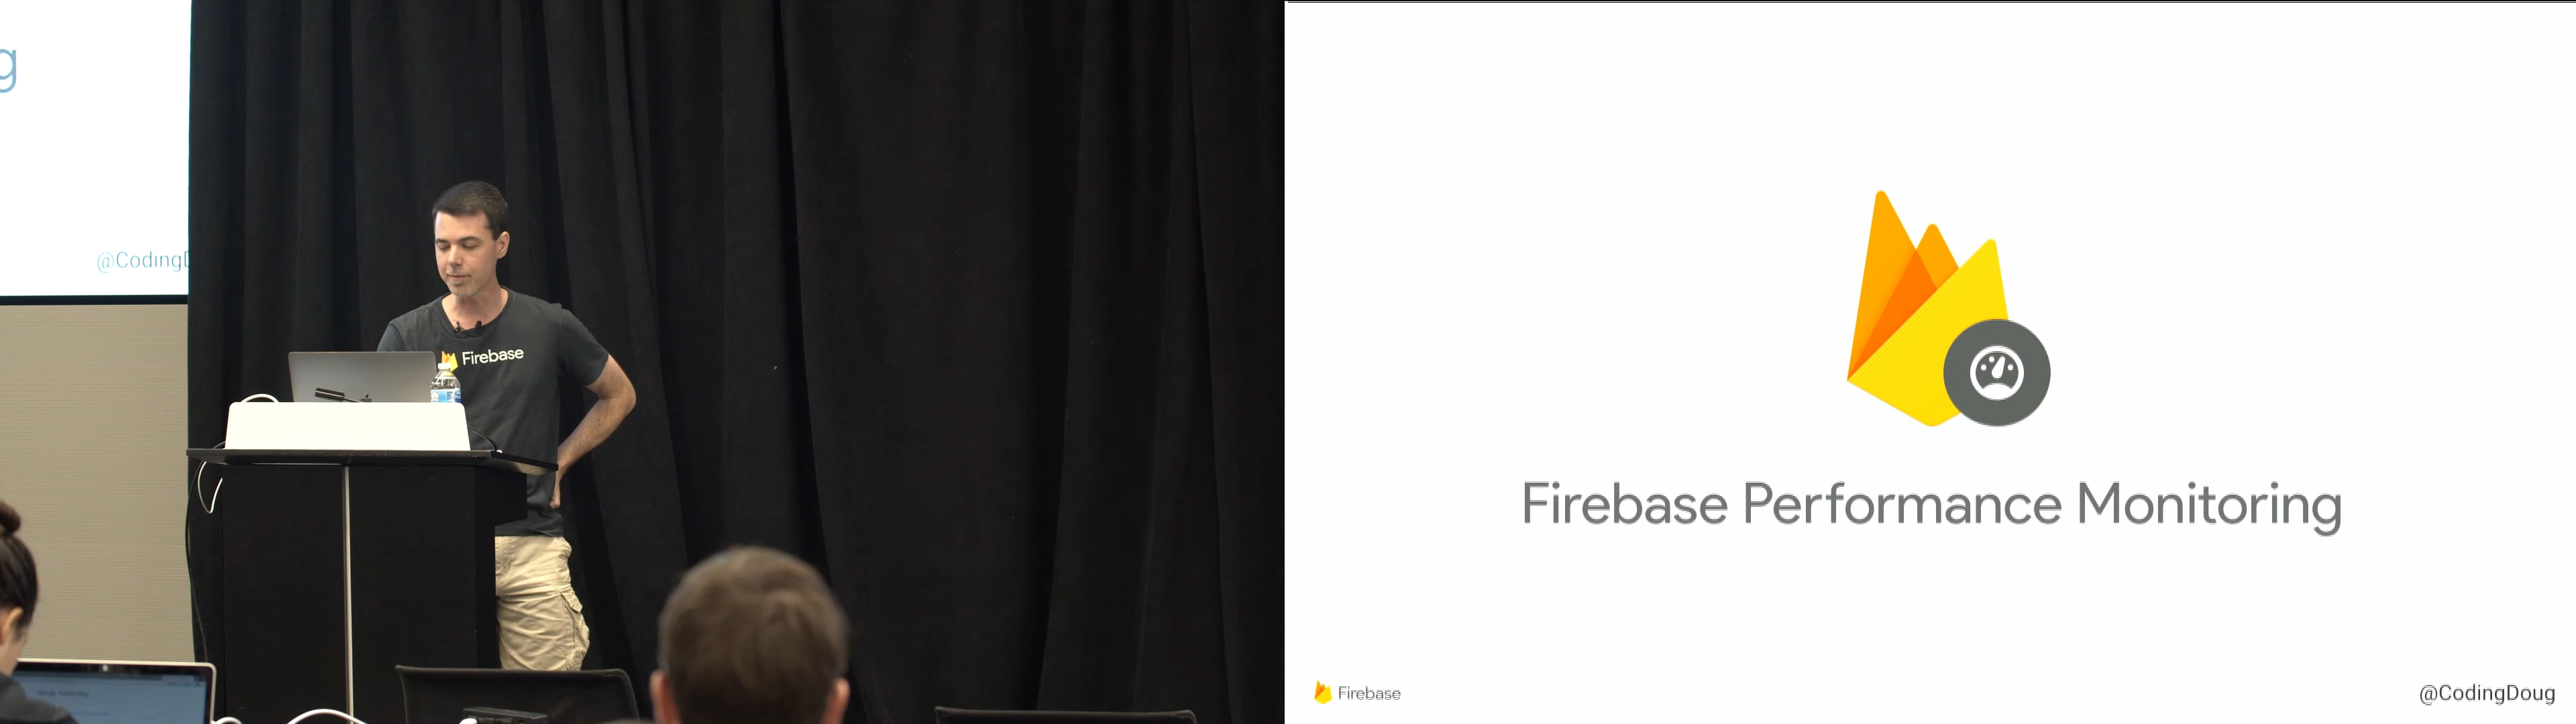 g
@CodingD
Firebase
Firebase Performance Monitoring
Firebase
@CodingDoug